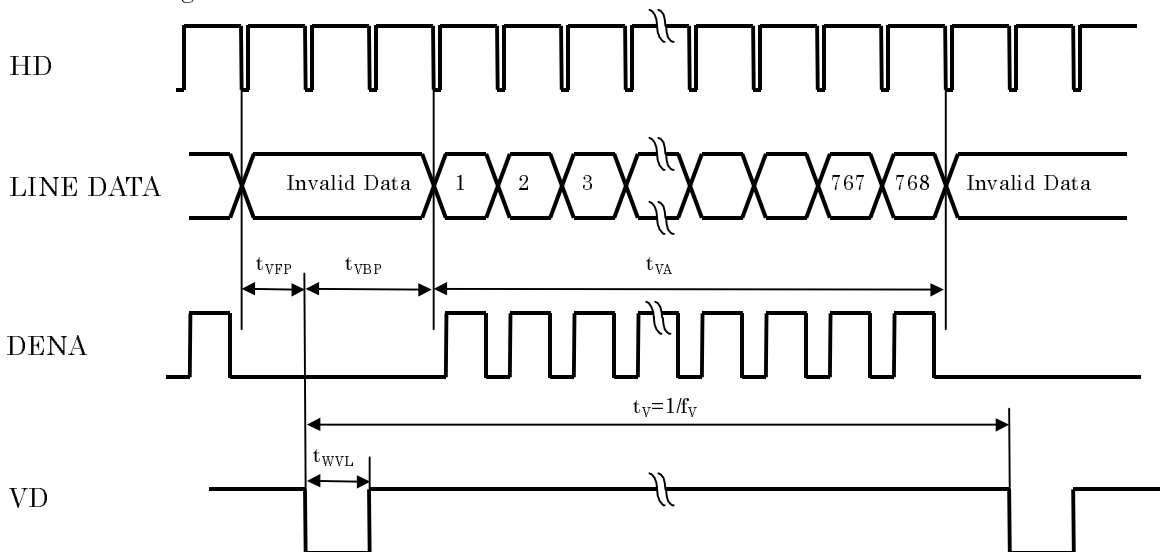 HD
LINE DATA
Invalid Data
1
2
3
767
768
Invalid Data
tVFP
tVBP
tVA
DENA
tV=1/fV
tWVL
VD